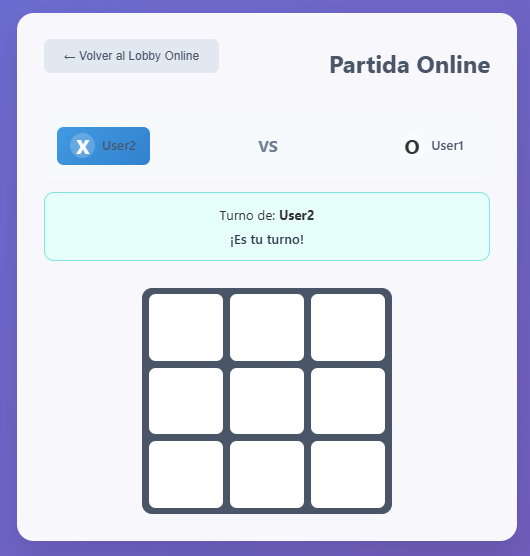 ← Volver al Lobby Online
Partida Online
X User2 VS O User1
Turno de: User2
¡Es tu turno!